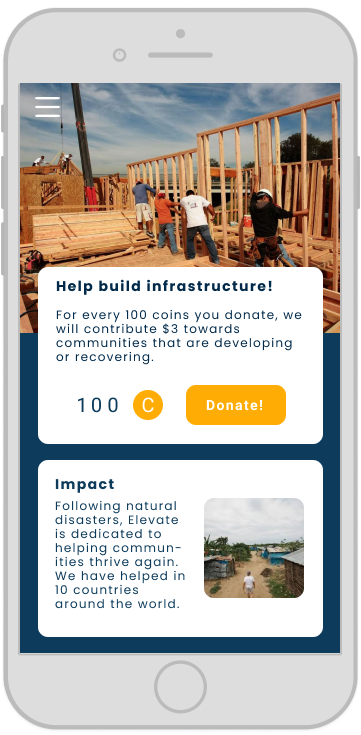 Help build infrastructure!
For every 100 coins you donate, we
will contribute $3 towards
communities that are developing
or recovering.
100 C Donate!
Impact
Following natural
disasters, Elevate
is dedicated to
helping commun-
ities thrive again.
We have helped in
10 countries
around the world.